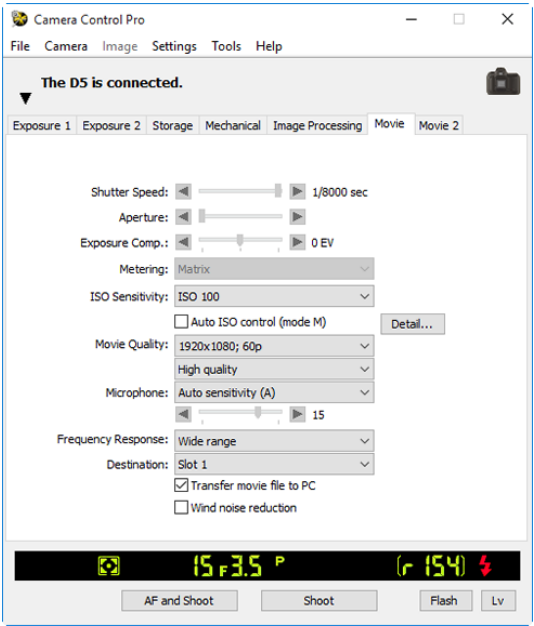 Camera Control Pro
File Camera Image Settings Tools Help
The D5 is connected.
Exposure 1 Exposure 2 Storage Mechanical Image Processing Movie Movie 2
Shutter Speed: 1/8000 sec
Aperture:
Exposure Comp.: 0 EV
Metering: Matrix
ISO Sensitivity: ISO 100
Auto ISO control (mode M) Detail...
Movie Quality: 1920x1080; 60p
High quality
Microphone: Auto sensitivity (A)
15
Frequency Response: Wide range
Destination: Slot 1
Transfer movie file to PC
Wind noise reduction
15 F3.5 P (r 154)
AF and Shoot Shoot Flash Lv